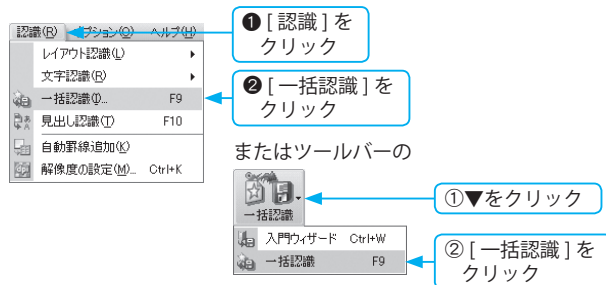 認識(R) オプション(O) ヘルプ(H)
レイアウト認識(L)
文字認識(R)
一括認識(I)... F9
見出し認識(T) F10
自動罫線追加(K)
解像度の設定(M)... Ctrl+K
❶ [ 認識 ] を
クリック
❷ [ 一括認識 ] を
クリック
またはツールバーの
一括認識
入門ウィザード Ctrl+W
一括認識 F9
①▼をクリック
② [ 一括認識 ] を
クリック